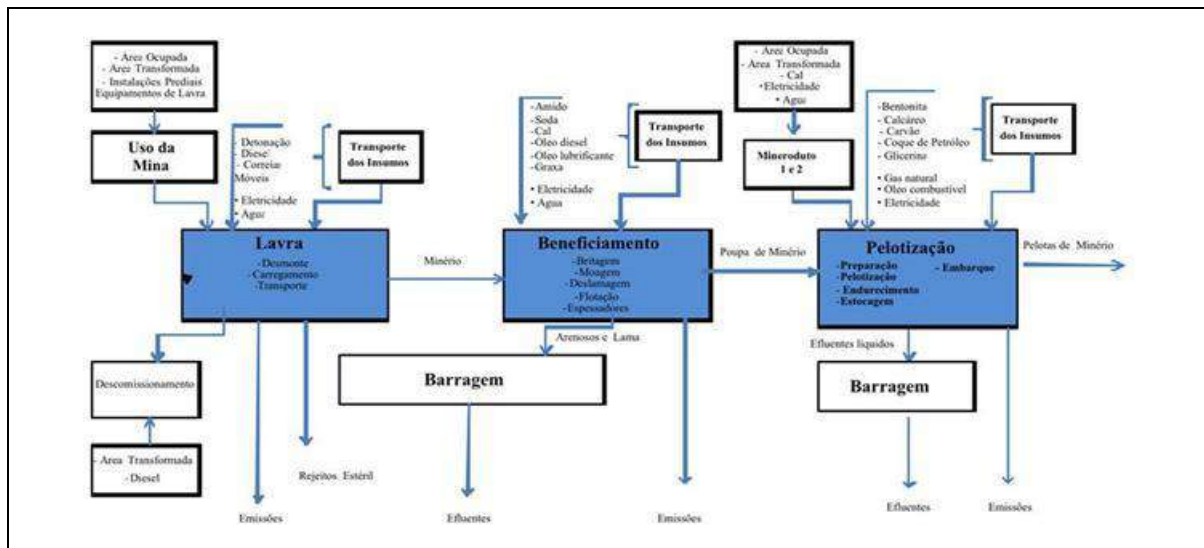 - Area Ocupada
- Area Transformada
- Instalações Prediais
Equipamentos de Lavra
Uso da
Mina
- Detonação
- Diesel
- Correias
Móveis
• Eletricidade
• Agua
Transporte
dos Insumos
-Amido
-Soda
-Cal
-Oleo diesel
-Oleo lubrificante
-Graxa
• Eletricidade
• Agua
Transporte
dos Insumos
- Area Ocupada
- Area Transformada
- Cal
•Eletricidade
• Agua
Mineroduto
1 e 2
-Bentonita
- Calcáreo
- Carvão
- Coque de Petróleo
- Glicerina
• Gas natural
• Oleo combustível
• Eletricidade
Transporte
dos Insumos
Lavra
-Desmonte
-Carregamento
-Transporte
Minério
Beneficiamento
-Britagem
- Moagem
-Deslamagem
-Flotação
-Espessadores
Poupa de Minério
Pelotização
-Preparação
-Pelotização
- Endurecimento
-Estocagem
- Embarque
Pelotas de Minério
Descomissionamento
- Area Transformada
-Diesel
Emissões
Rejeitos Estéril
Arenosos e Lama
Barragem
Efluentes
Emissões
Efluentes líquidos
Barragem
Efluentes
Emissões